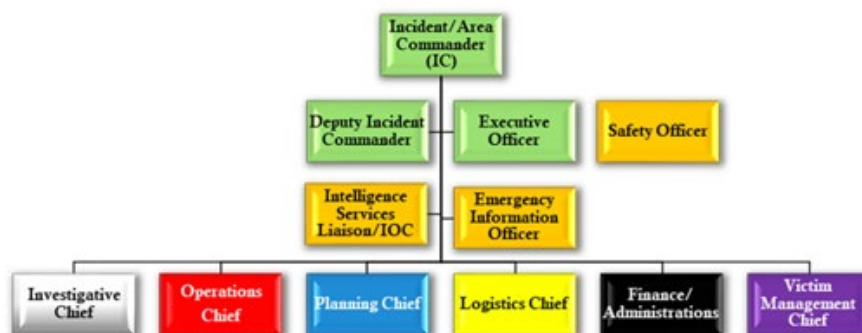 Incident/Area
Commander
(IC)
Deputy Incident
Commander
Executive
Officer
Safety Officer
Intelligence
Services
Liaison/IOC
Emergency
Information
Officer
Investigative
Chief
Operations
Chief
Planning Chief
Logistics Chief
Finance/
Administrations
Victim
Management
Chief